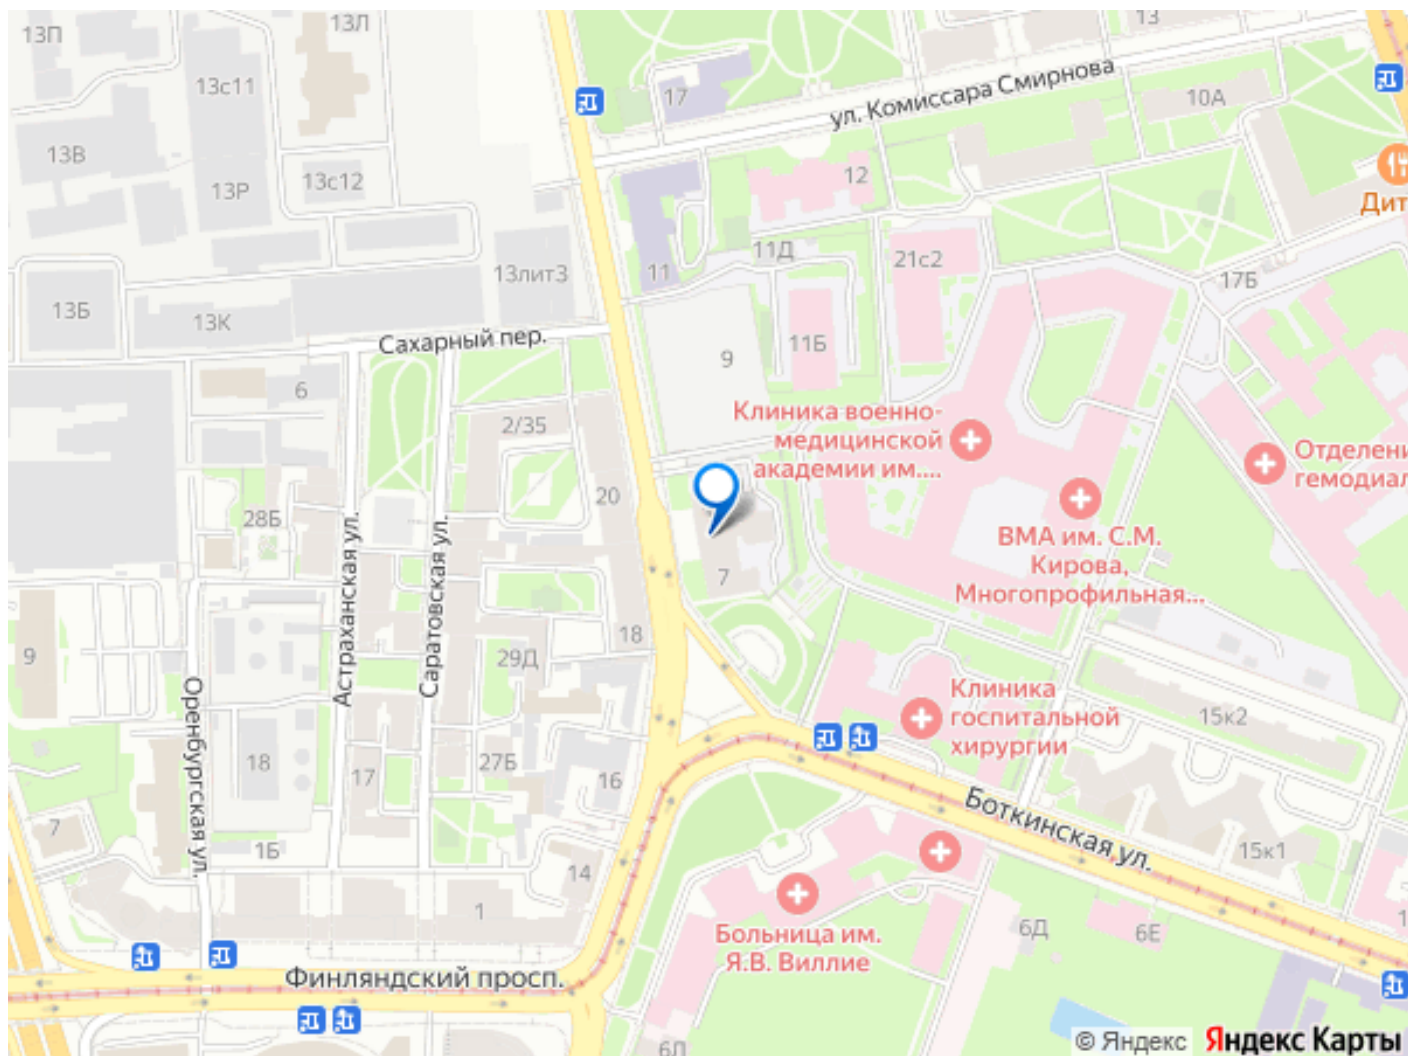 13П
13Л
13
ул. Комиссара Смирнова
13с11
17
10А
13В
13Р
13с12
12
Дит
11Д
21с2
13лит3
11
17Б
13Б
13К
Сахарный пер.
9
11Б
6
2/35
Клиника военно-
медицинской
академии им....
Отделени
гемодиал
20
28Б
ВМА им. С.М.
Кирова,
Многопрофильная...
7
Астраханская ул.
Саратовская ул.
18
9
29Д
Оренбургская ул.
Клиника
госпитальной
хирургии
15к2
18
17
27Б
16
Боткинская ул.
7
1Б
14
15к1
1
Больница им.
Я.В. Виллие
6Д
6Е
1
Финляндский просп.
© Яндекс
Яндекс Карты